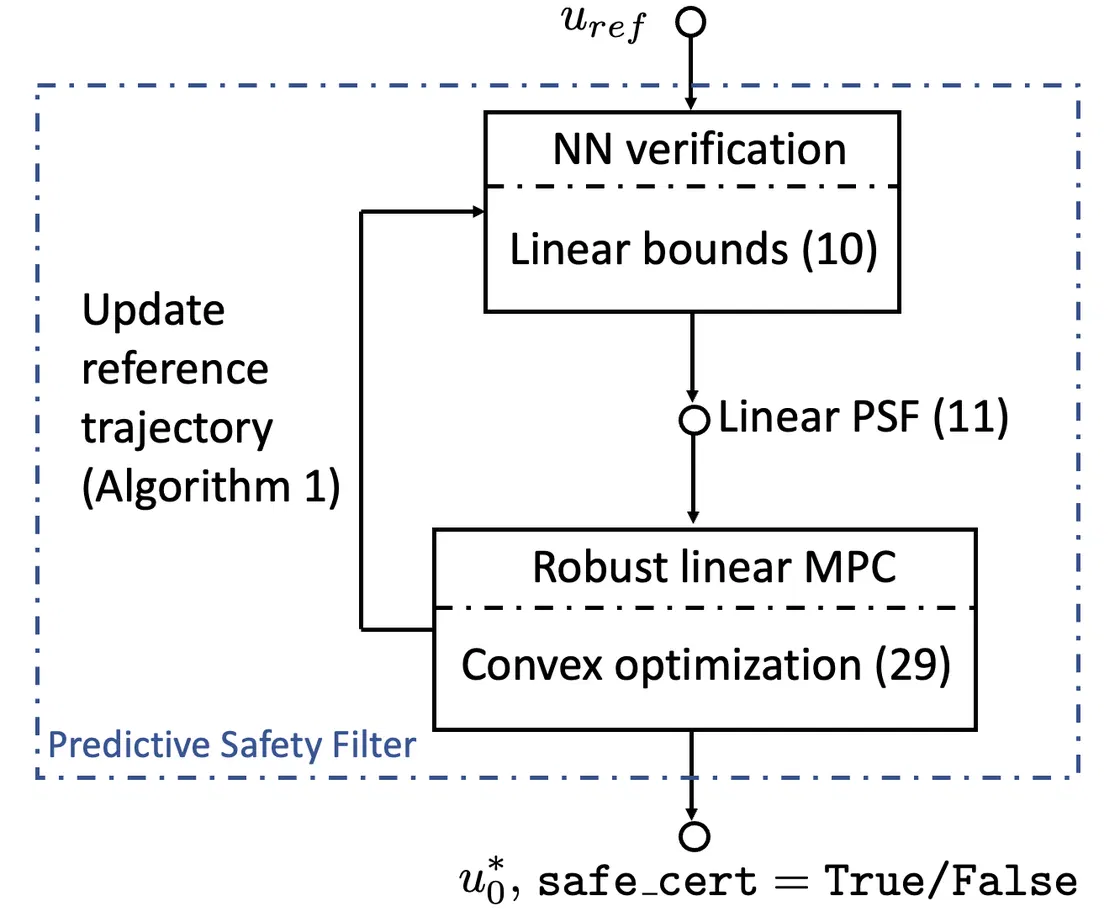 u_ref
NN verification
Linear bounds (10)
Update
reference
trajectory
(Algorithm 1)
Linear PSF (11)
Robust linear MPC
Convex optimization (29)
Predictive Safety Filter
u_0^*, safe_cert = True/False